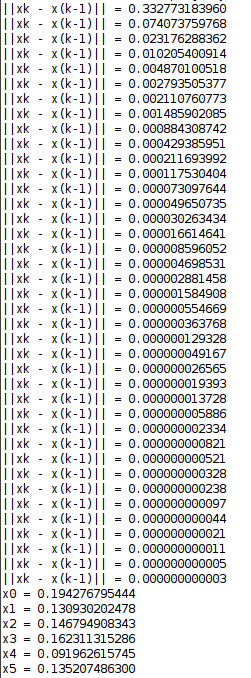 ||xk - x(k-1)|| = 0.332773183960
||xk - x(k-1)|| = 0.074073759768
||xk - x(k-1)|| = 0.023176288362
||xk - x(k-1)|| = 0.010205400914
||xk - x(k-1)|| = 0.004870100518
||xk - x(k-1)|| = 0.002793505377
||xk - x(k-1)|| = 0.002110760773
||xk - x(k-1)|| = 0.001485902085
||xk - x(k-1)|| = 0.000884308742
||xk - x(k-1)|| = 0.000429385951
||xk - x(k-1)|| = 0.000211693992
||xk - x(k-1)|| = 0.000117530404
||xk - x(k-1)|| = 0.000073097644
||xk - x(k-1)|| = 0.000049650735
||xk - x(k-1)|| = 0.000030263434
||xk - x(k-1)|| = 0.000016614641
||xk - x(k-1)|| = 0.000008596052
||xk - x(k-1)|| = 0.000004698531
||xk - x(k-1)|| = 0.000002881458
||xk - x(k-1)|| = 0.000001584908
||xk - x(k-1)|| = 0.000000554669
||xk - x(k-1)|| = 0.000000363768
||xk - x(k-1)|| = 0.000000129328
||xk - x(k-1)|| = 0.000000049167
||xk - x(k-1)|| = 0.000000026565
||xk - x(k-1)|| = 0.000000019393
||xk - x(k-1)|| = 0.000000013728
||xk - x(k-1)|| = 0.000000005886
||xk - x(k-1)|| = 0.000000002334
||xk - x(k-1)|| = 0.000000000821
||xk - x(k-1)|| = 0.000000000521
||xk - x(k-1)|| = 0.000000000328
||xk - x(k-1)|| = 0.000000000238
||xk - x(k-1)|| = 0.000000000097
||xk - x(k-1)|| = 0.000000000044
||xk - x(k-1)|| = 0.000000000021
||xk - x(k-1)|| = 0.000000000011
||xk - x(k-1)|| = 0.000000000005
||xk - x(k-1)|| = 0.000000000003
x0 = 0.194276795444
x1 = 0.130930202478
x2 = 0.146794908343
x3 = 0.162311315286
x4 = 0.091962615745
x5 = 0.135207486300